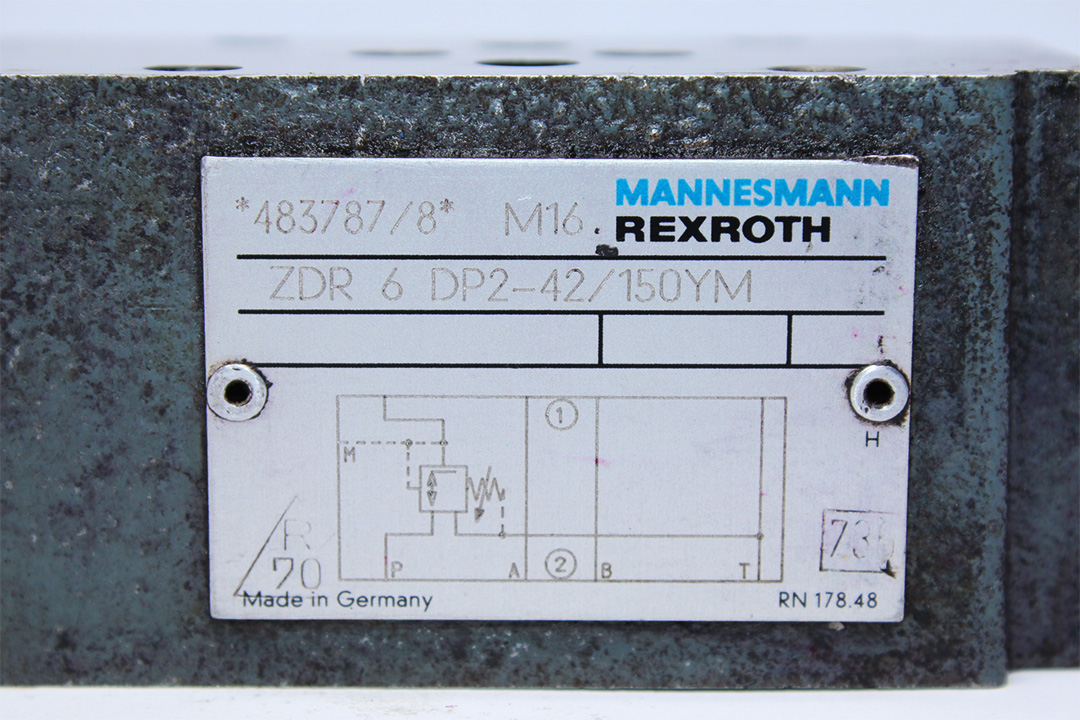 *483787/8* M16 MANNESMANN
REXROTH
ZDR 6 DP2-42/150YM
H
1
M
R
70
P A 2 B T
Made in Germany
RN 178.48